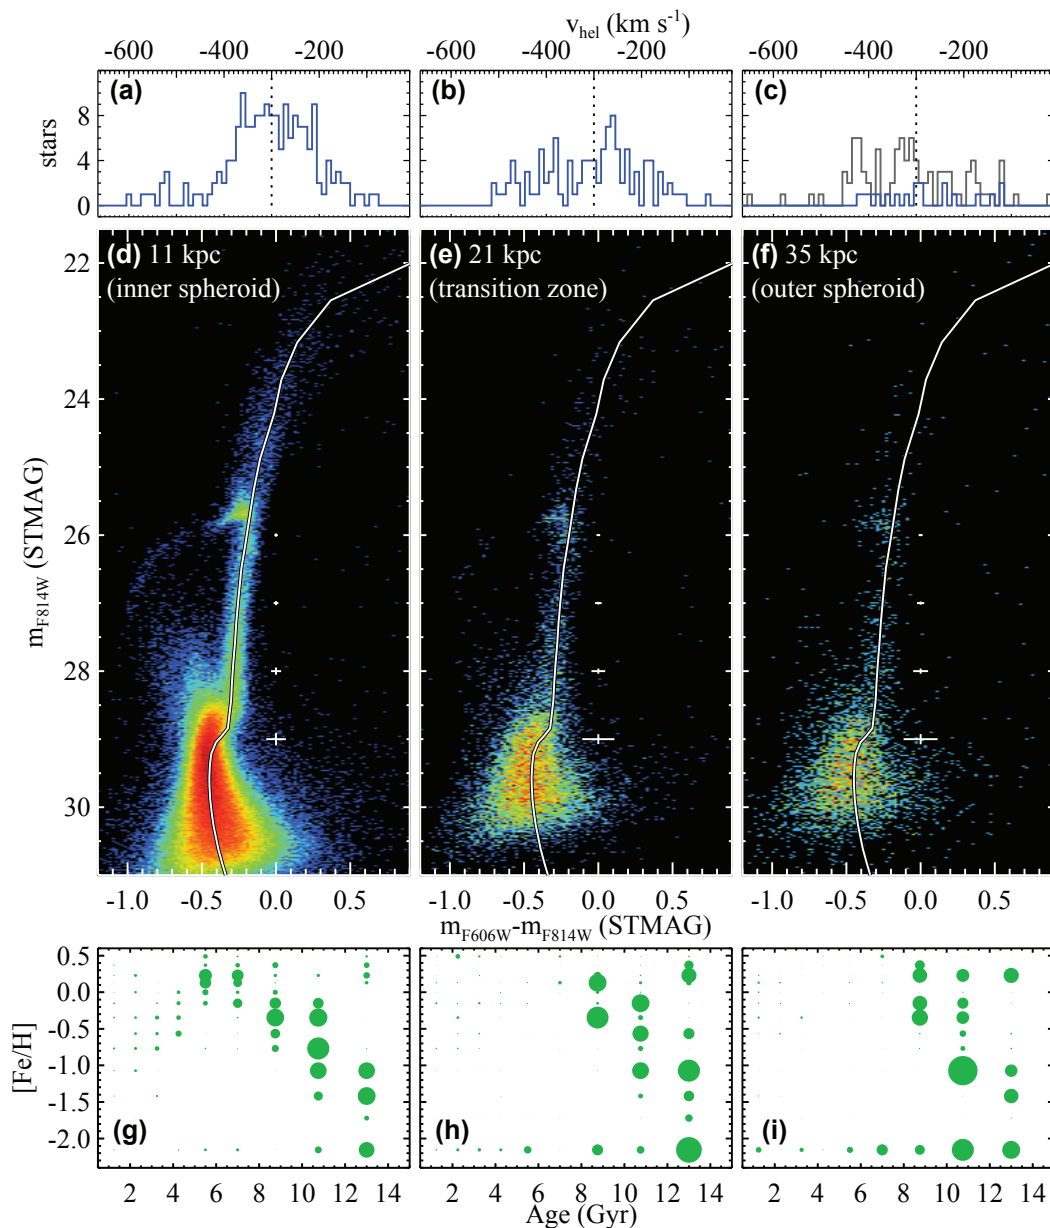 v_hel (km s⁻¹)
-600 -400 -200 -600 -400 -200 -600 -400 -200
(a) (b) (c)
stars
8
4
0
(d) 11 kpc (e) 21 kpc (f) 35 kpc
(inner spheroid) (transition zone) (outer spheroid)
m_F814W (STMAG)
22
24
26
28
30
-1.0 -0.5 0.0 0.5 -1.0 -0.5 0.0 0.5 -1.0 -0.5 0.0 0.5
m_F606W-m_F814W (STMAG)
[Fe/H]
0.5
0.0
-0.5
-1.0
-1.5
-2.0
(g) (h) (i)
2 4 6 8 10 12 14 2 4 6 8 10 12 14 2 4 6 8 10 12 14
Age (Gyr)